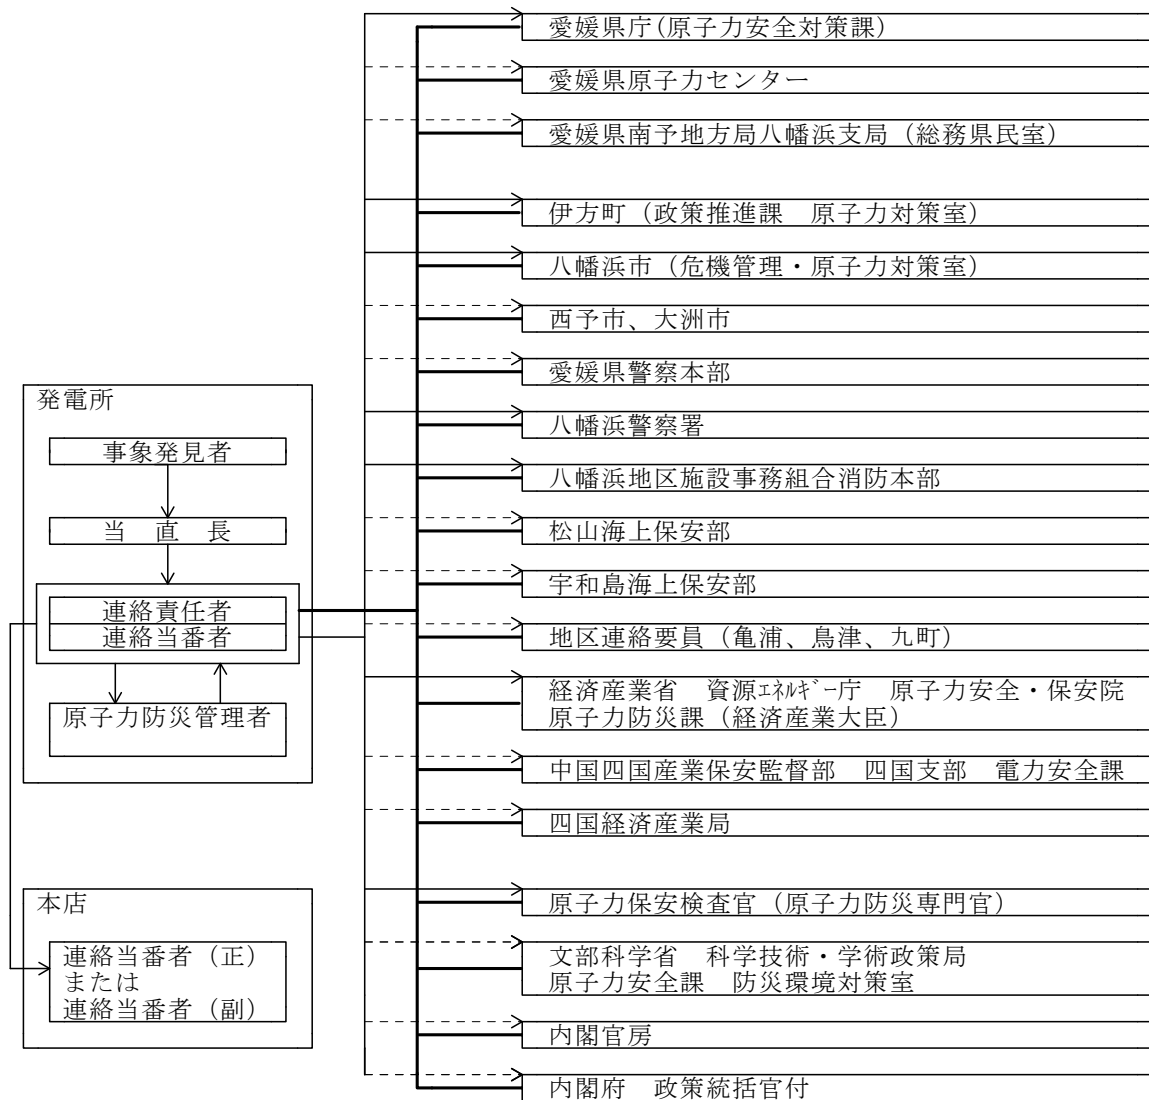 愛媛県庁(原子力安全対策課)
愛媛県原子力センター
愛媛県南予地方局八幡浜支局(総務県民室)
伊方町(政策推進課　原子力対策室)
八幡浜市(危機管理・原子力対策室)
西予市、大洲市
愛媛県警察本部
八幡浜警察署
八幡浜地区施設事務組合消防本部
松山海上保安部
宇和島海上保安部
地区連絡要員(亀浦、鳥津、九町)
経済産業省　資源ｴﾈﾙｷﾞｰ庁　原子力安全・保安院
原子力防災課(経済産業大臣)
中国四国産業保安監督部　四国支部　電力安全課
四国経済産業局
原子力保安検査官(原子力防災専門官)
文部科学省　科学技術・学術政策局
原子力安全課　防災環境対策室
内閣官房
内閣府　政策統括官付
発電所
事象発見者
当　直　長
連絡責任者
連絡当番者
原子力防災管理者
本店
連絡当番者(正)
または
連絡当番者(副)